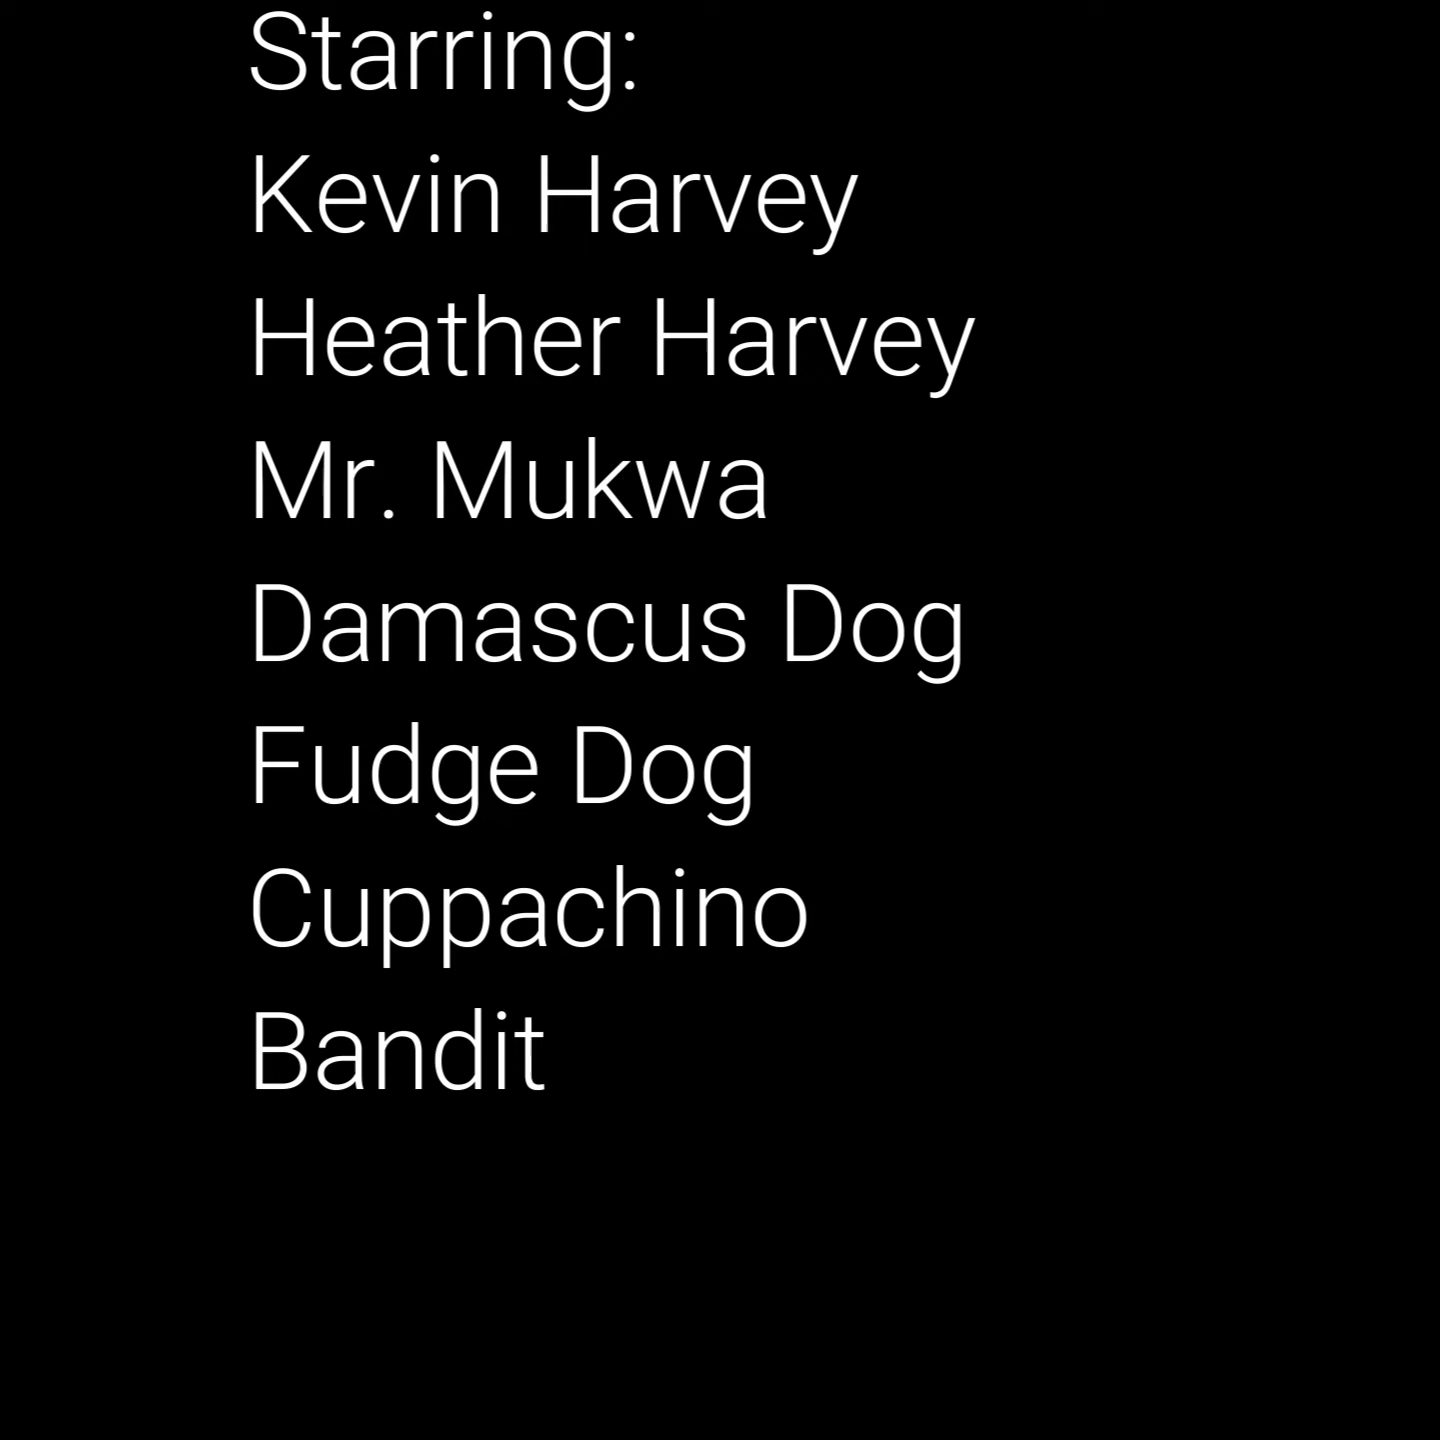 Starring:
Kevin Harvey
Heather Harvey
Mr. Mukwa
Damascus Dog
Fudge Dog
Cuppachino
Bandit